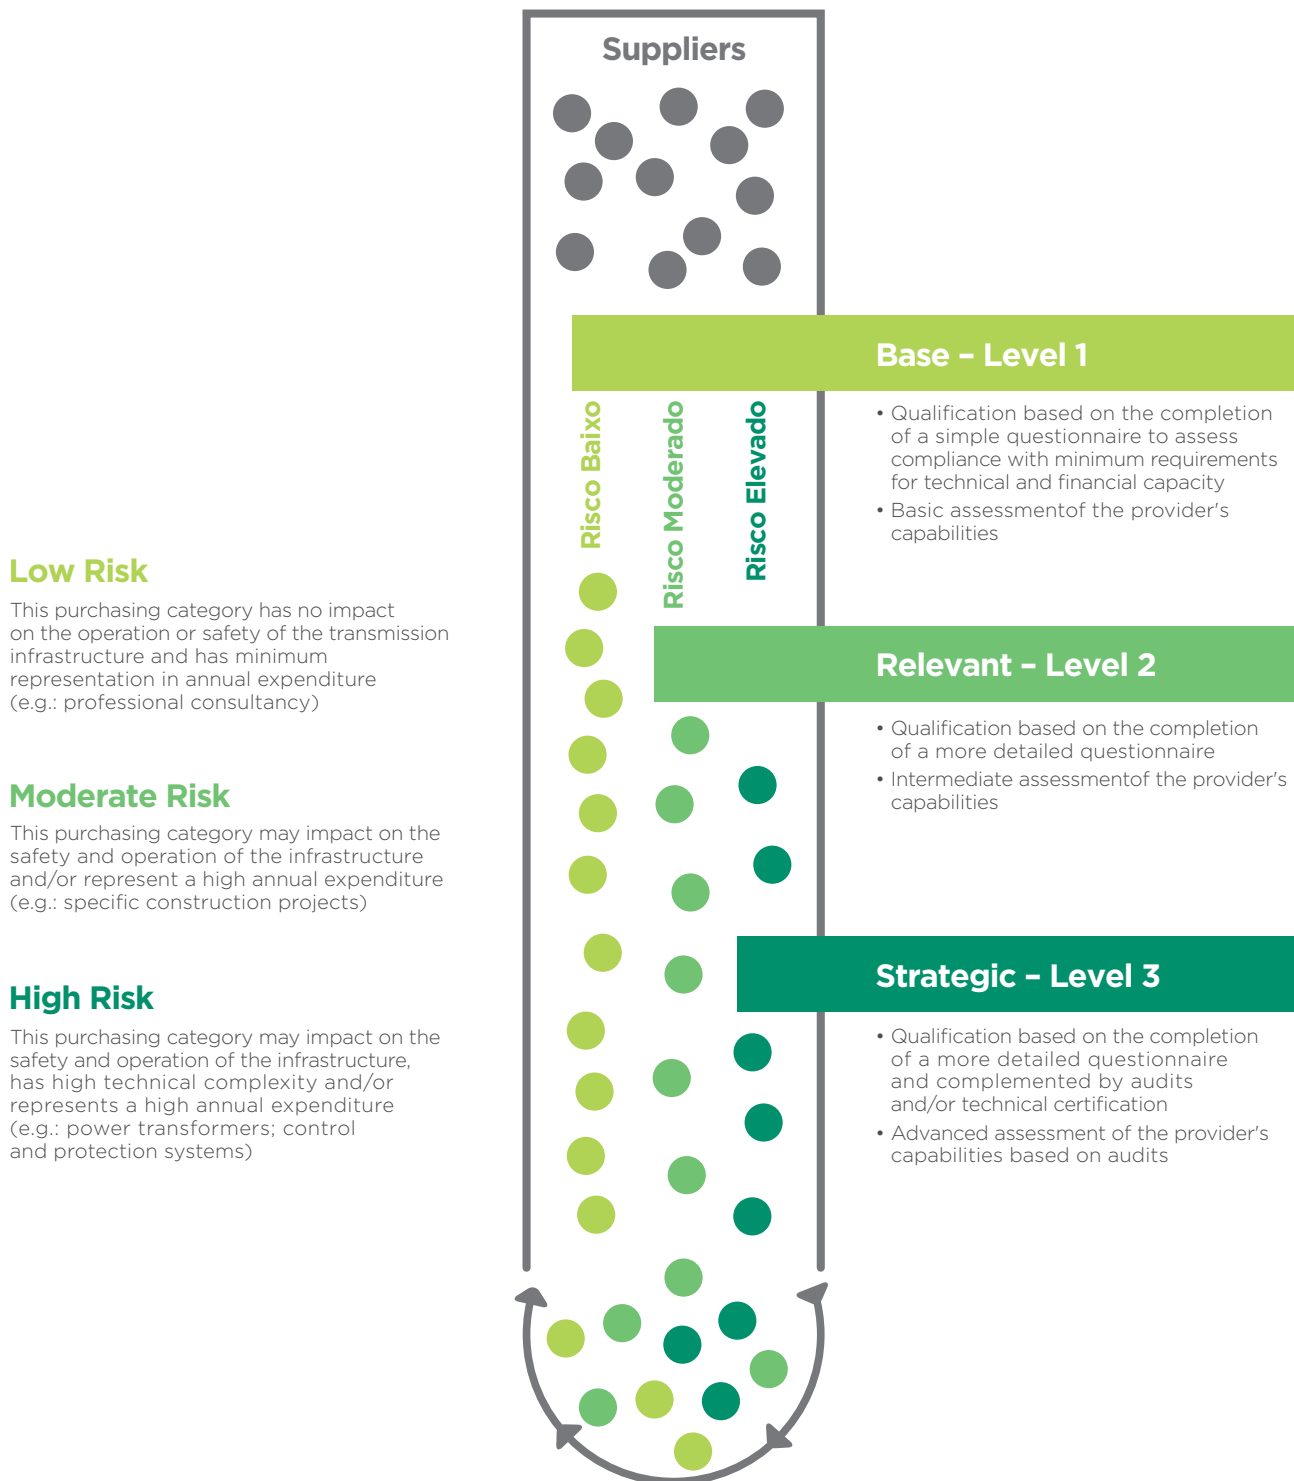 Suppliers
Base – Level 1
• Qualification based on the completion
of a simple questionnaire to assess
compliance with minimum requirements
for technical and financial capacity
• Basic assessmentof the provider's
capabilities
Risco Baixo
Risco Moderado
Risco Elevado
Low Risk
This purchasing category has no impact
on the operation or safety of the transmission
infrastructure and has minimum
representation in annual expenditure
(e.g.: professional consultancy)
Relevant – Level 2
• Qualification based on the completion
of a more detailed questionnaire
• Intermediate assessmentof the provider's
capabilities
Moderate Risk
This purchasing category may impact on the
safety and operation of the infrastructure
and/or represent a high annual expenditure
(e.g.: specific construction projects)
Strategic – Level 3
• Qualification based on the completion
of a more detailed questionnaire
and complemented by audits
and/or technical certification
• Advanced assessment of the provider's
capabilities based on audits
High Risk
This purchasing category may impact on the
safety and operation of the infrastructure,
has high technical complexity and/or
represents a high annual expenditure
(e.g.: power transformers; control
and protection systems)